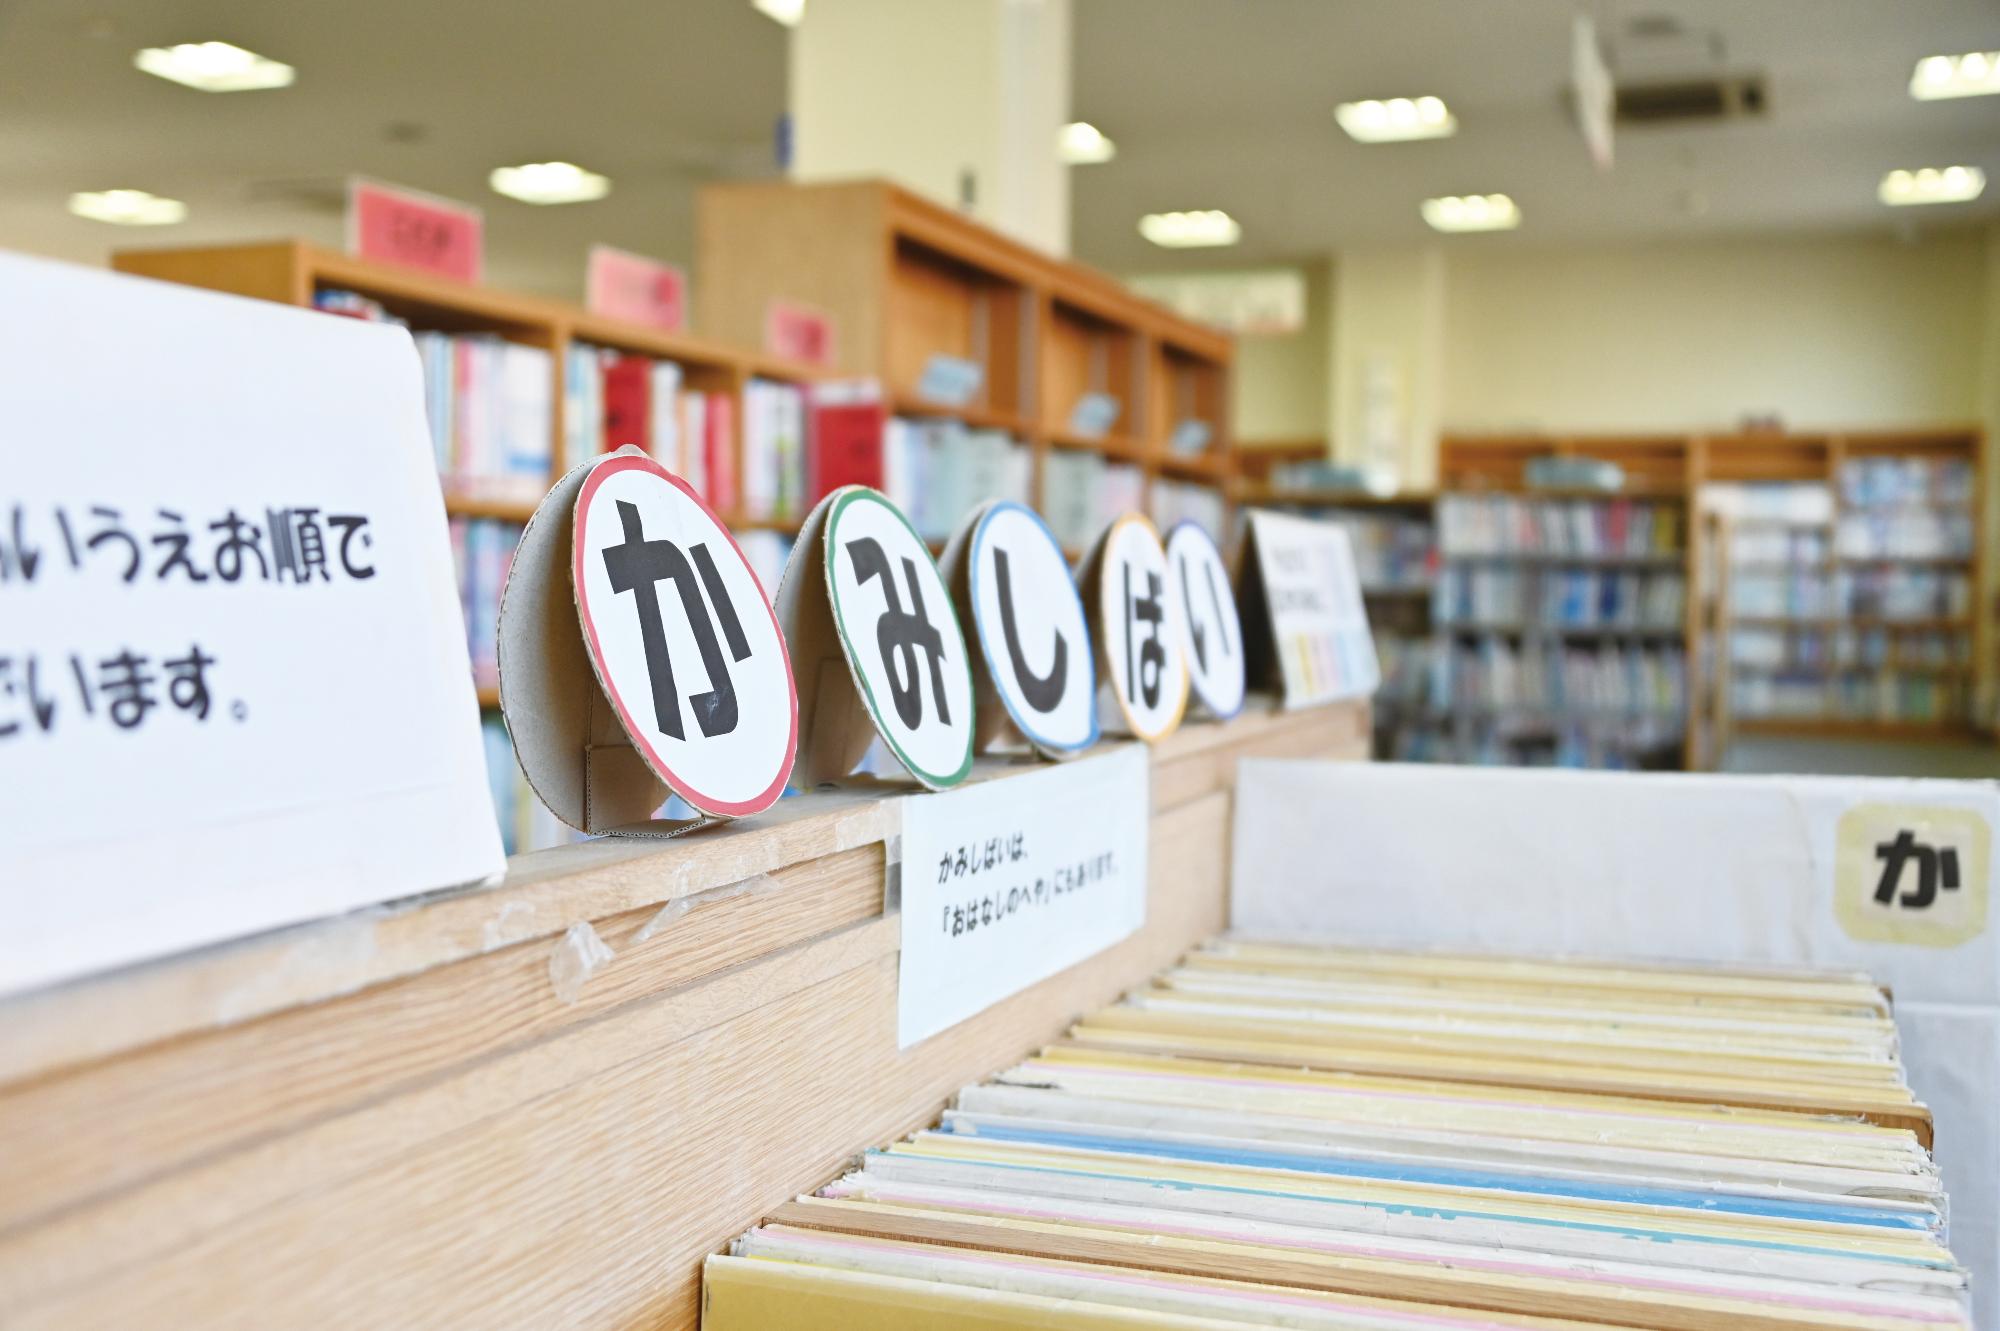 いうえお順で
います。
かみしばい
かみしばいは、
『おはなしのへや』にもあります。
か